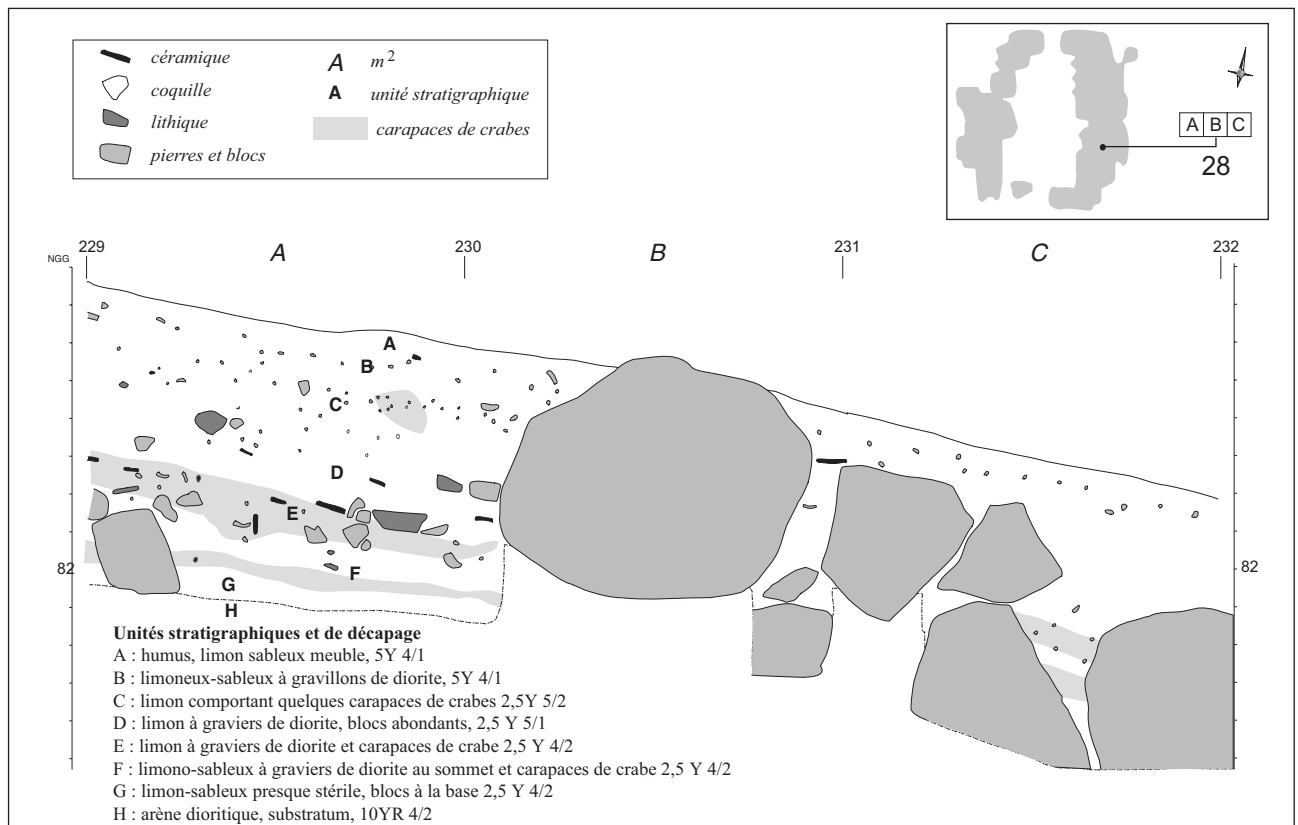 céramique
coquille
lithique
pierres et blocs
A m²
A unité stratigraphique
carapaces de crabes
A B C
28
229 A 230 B 231 C 232
NGG
A
B
C
D
E
F
G
H
82
82
Unités stratigraphiques et de décapage
A : humus, limon sableux meuble, 5Y 4/1
B : limoneux-sableux à gravillons de diorite, 5Y 4/1
C : limon comportant quelques carapaces de crabes 2,5Y 5/2
D : limon à graviers de diorite, blocs abondants, 2,5 Y 5/1
E : limon à graviers de diorite et carapaces de crabe 2,5 Y 4/2
F : limono-sableux à graviers de diorite au sommet et carapaces de crabe 2,5 Y 4/2
G : limon-sableux presque stérile, blocs à la base 2,5 Y 4/2
H : arène dioritique, substratum, 10YR 4/2